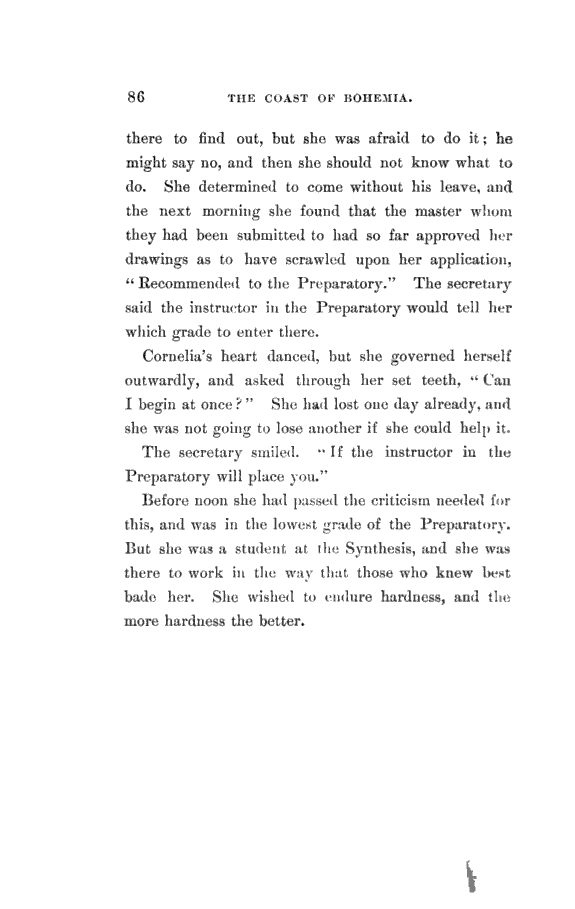 86 THE COAST OF BOHEMIA.
there to find out, but she was afraid to do it; he
might say no, and then she should not know what to
do. She determined to come without his leave, and
the next morning she found that the master whom
they had been submitted to had so far approved her
drawings as to have scrawled upon her application,
“Recommended to the Preparatory.” The secretary
said the instructor in the Preparatory would tell her
which grade to enter there.
Cornelia's heart danced, but she governed herself
outwardly, and asked through her set teeth, “Can
I begin at once?” She had lost one day already, and
she was not going to lose another if she could help it.
The secretary smiled. “If the instructor in the
Preparatory will place you.”
Before noon she had passed the criticism needed for
this, and was in the lowest grade of the Preparatory.
But she was a student at the Synthesis, and she was
there to work in the way that those who knew best
bade her. She wished to endure hardness, and the
more hardness the better.